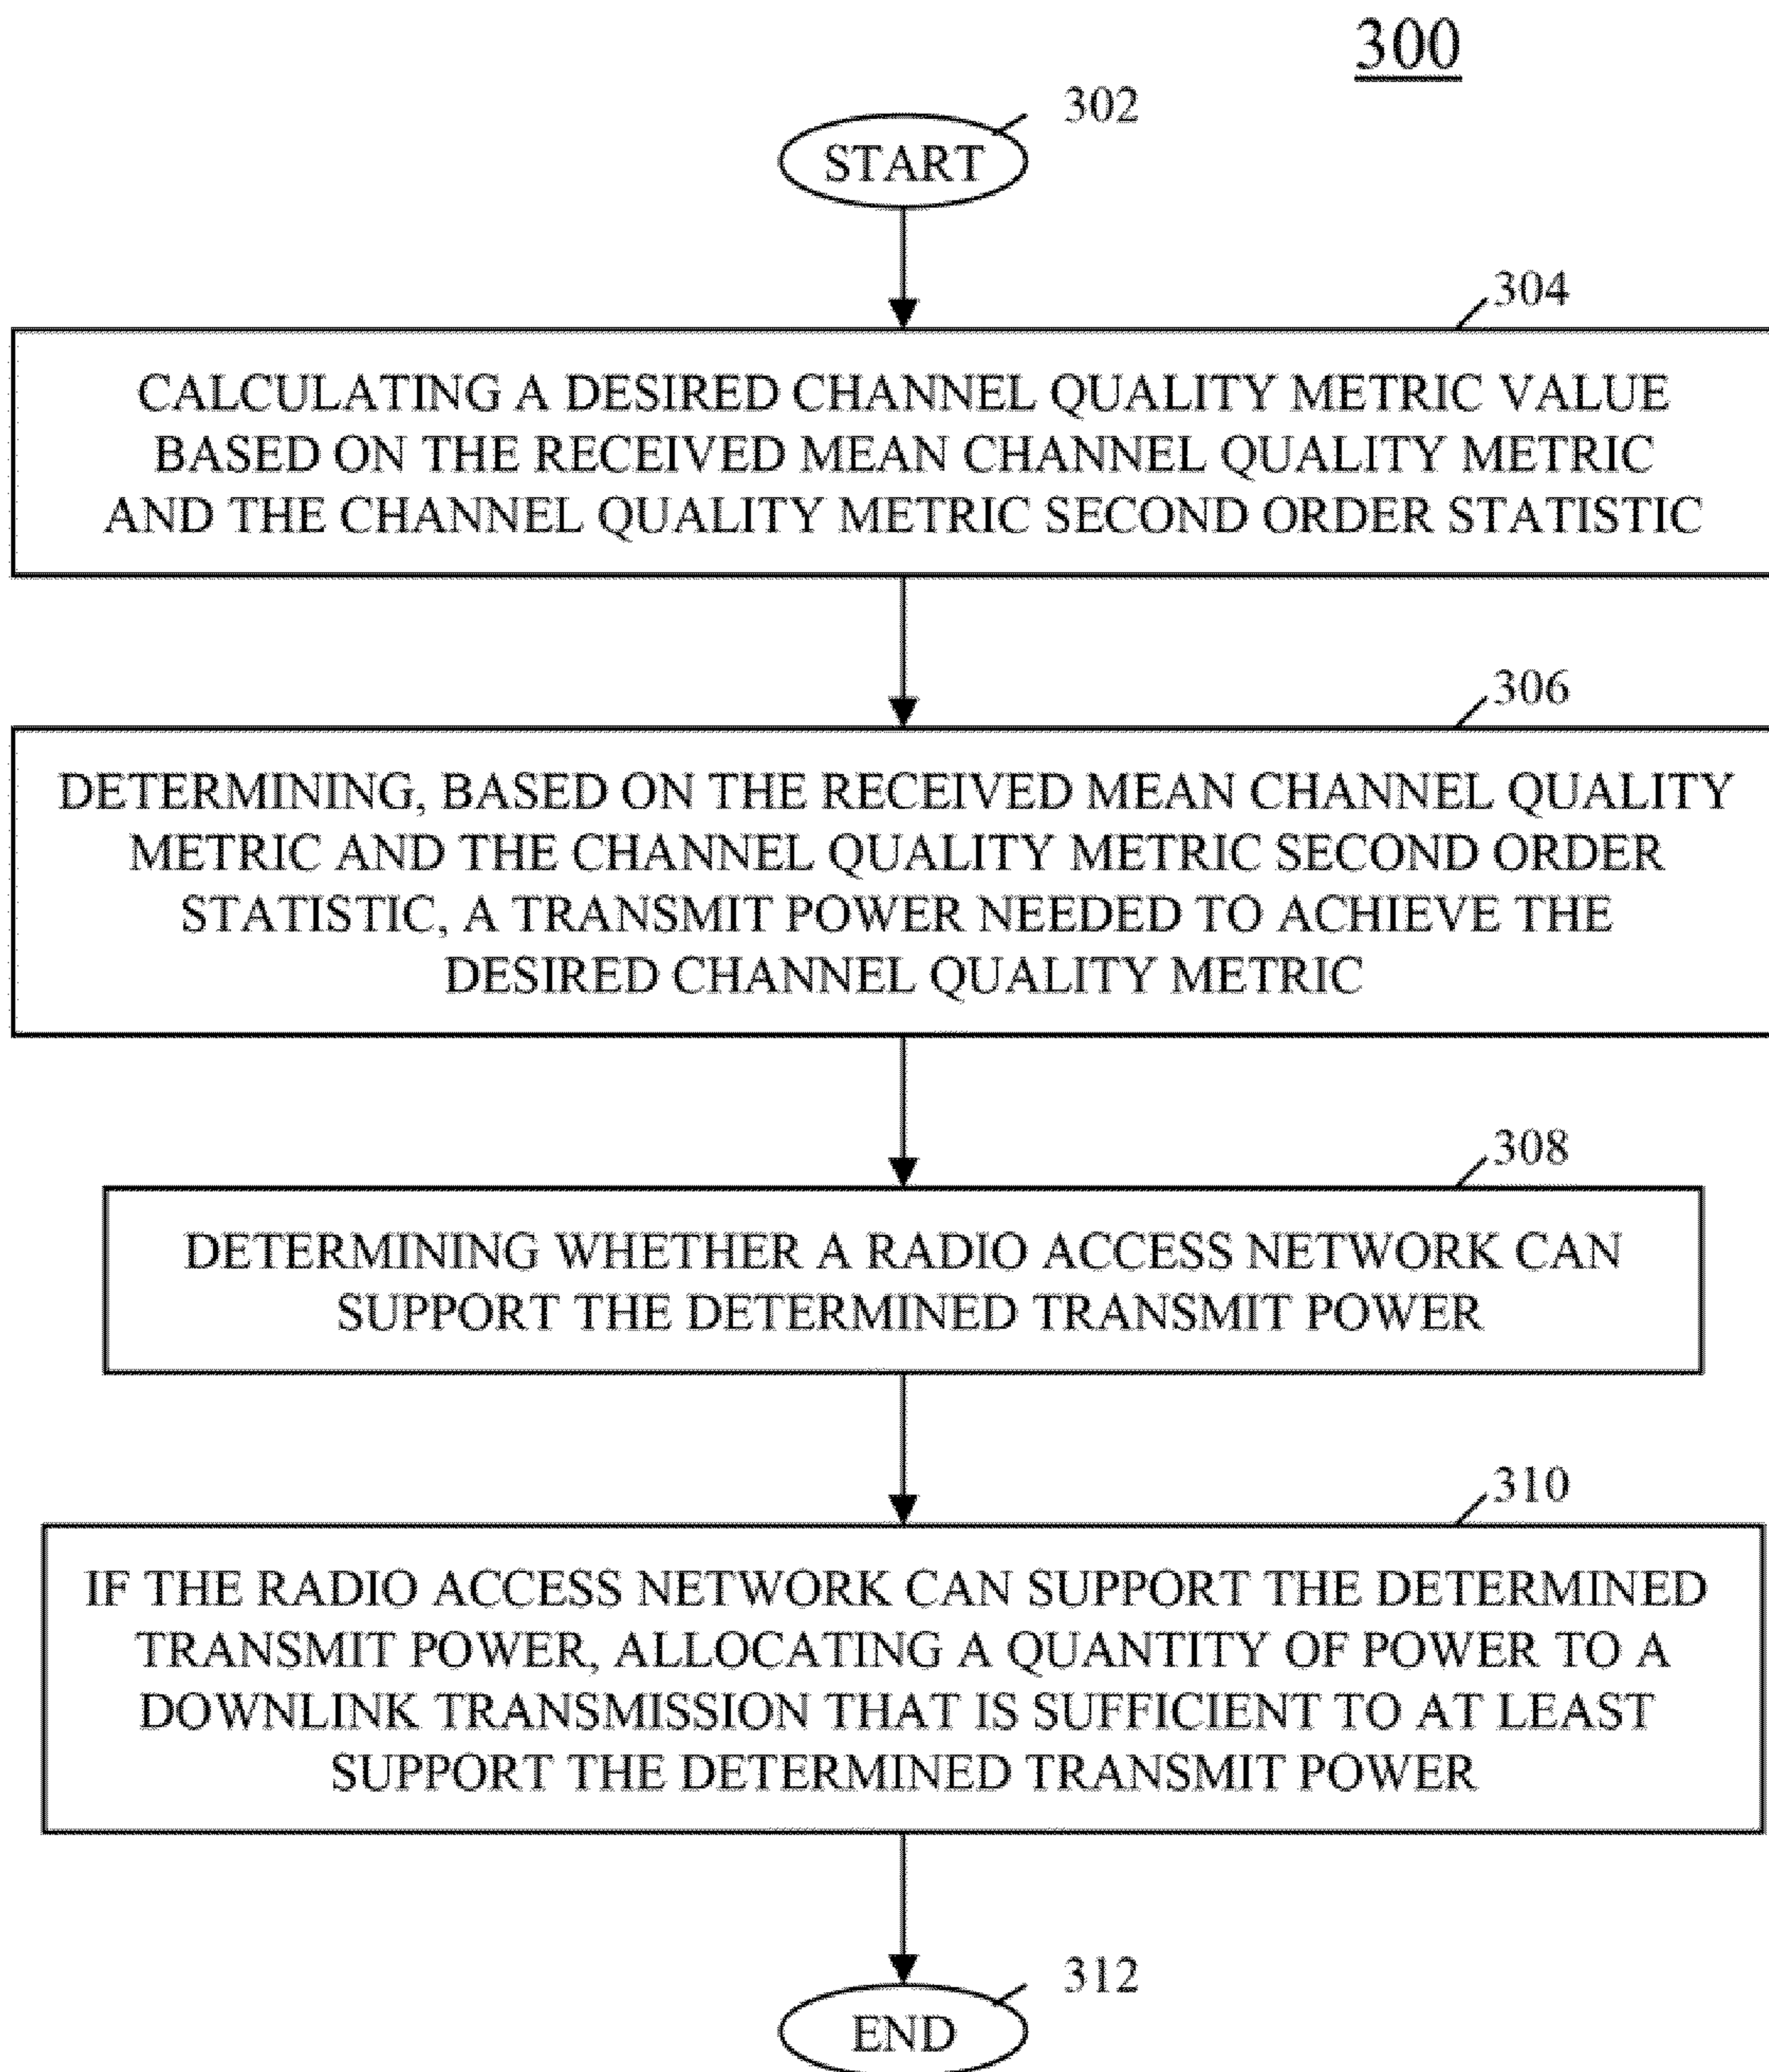 300
302
START
304
CALCULATING A DESIRED CHANNEL QUALITY METRIC VALUE
BASED ON THE RECEIVED MEAN CHANNEL QUALITY METRIC
AND THE CHANNEL QUALITY METRIC SECOND ORDER STATISTIC
306
DETERMINING, BASED ON THE RECEIVED MEAN CHANNEL QUALITY
METRIC AND THE CHANNEL QUALITY METRIC SECOND ORDER
STATISTIC, A TRANSMIT POWER NEEDED TO ACHIEVE THE
DESIRED CHANNEL QUALITY METRIC
308
DETERMINING WHETHER A RADIO ACCESS NETWORK CAN
SUPPORT THE DETERMINED TRANSMIT POWER
310
IF THE RADIO ACCESS NETWORK CAN SUPPORT THE DETERMINED
TRANSMIT POWER, ALLOCATING A QUANTITY OF POWER TO A
DOWNLINK TRANSMISSION THAT IS SUFFICIENT TO AT LEAST
SUPPORT THE DETERMINED TRANSMIT POWER
312
END